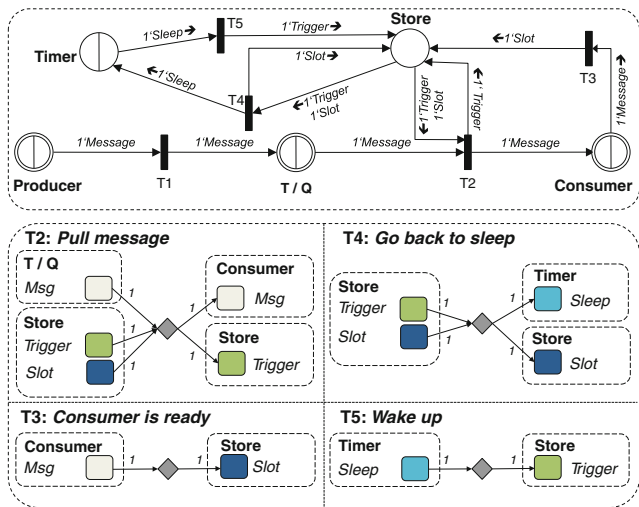 T5
Store
1'Sleep→
1'Trigger→
←1'Slot
Timer
1'Slot→
T3
←1'Sleep
T4
←1'Trigger
1'Slot
←1'Trigger
1'Slot
←1'Trigger
1'Message→
1'Message
1'Message
1'Message
1'Message
Producer
T1
T / Q
T2
Consumer
T2: Pull message
T / Q
Msg
1
1
Consumer
Msg
Store
Trigger
1
Slot
1
1
Store
Trigger
T4: Go back to sleep
Store
Trigger
1
Slot
1
1
Timer
Sleep
1
Store
Slot
T3: Consumer is ready
Consumer
Msg
1
1
Store
Slot
T5: Wake up
Timer
Sleep
1
1
Store
Trigger